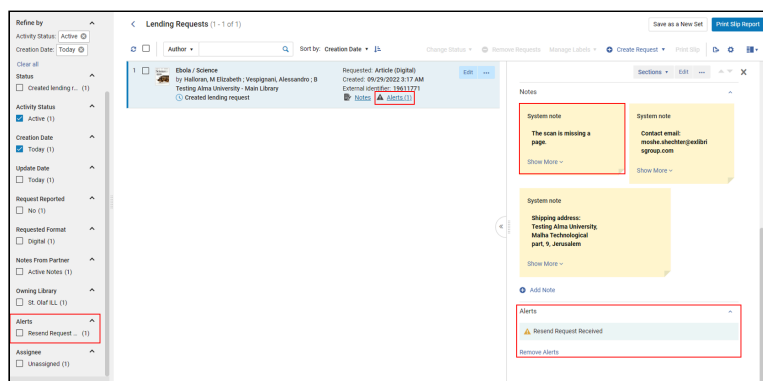 Refine by
Activity Status: Active
Creation Date: Today
Clear all
Status
Created lending r... (1)
Activity Status
Active (1)
Creation Date
Today (1)
Update Date
Today (1)
Request Reported
No (1)
Requested Format
Digital (1)
Notes From Partner
Active Notes (1)
Owning Library
St. Olaf ILL (1)
Alerts
Resend Request ... (1)
Assignee
Unassigned (1)
Lending Requests (1 - 1 of 1)
Save as a New Set
Print Slip Report
Author
Sort by: Creation Date
Change Status
Remove Requests
Manage Labels
Create Request
Print Slip
1
Ebola / Science
by Halloran, M Elizabeth ; Vespignani, Alessandro ; B
Testing Alma University - Main Library
Created lending request
Requested: Article (Digital)
Created: 09/29/2022 3:17 AM
External Identifier: 19611771
Notes
Alerts (1)
Edit
Sections
Edit
Notes
System note
The scan is missing a
page.
Show More
System note
Contact email:
moshe.shechter@exlibri
sgroup.com
Show More
System note
Shipping address:
Testing Alma University,
Malha Technological
part, 9, Jerusalem
Show More
Add Note
Alerts
Resend Request Received
Remove Alerts